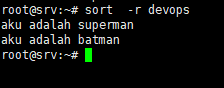 root@srv:~# sort  -r devops
aku adalah superman
aku adalah batman
root@srv:~#